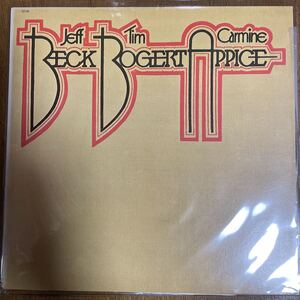 Jeff Tim Carmine
BECK BOGERT APPICE